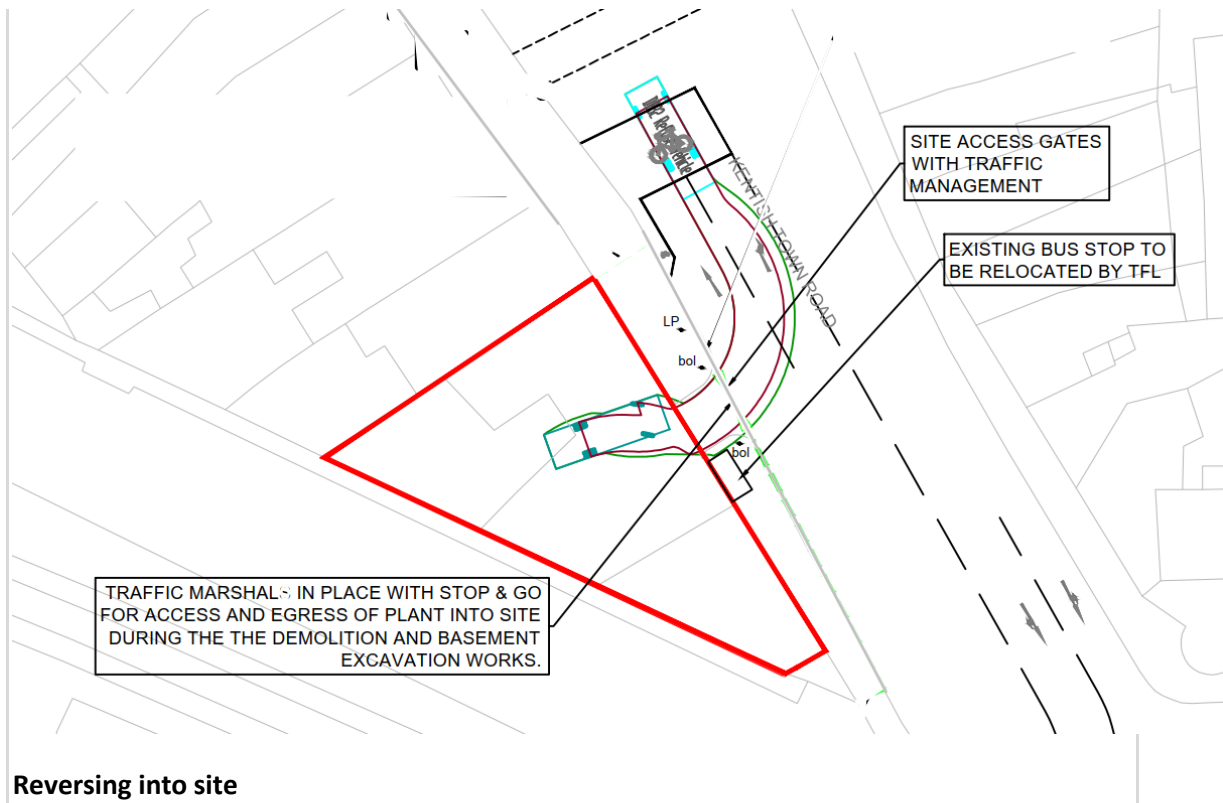 SITE ACCESS GATES
WITH TRAFFIC
MANAGEMENT
KENTISH TOWN ROAD
EXISTING BUS STOP TO
BE RELOCATED BY TFL
LP
bol
bol
TRAFFIC MARSHALS IN PLACE WITH STOP & GO
FOR ACCESS AND EGRESS OF PLANT INTO SITE
DURING THE THE DEMOLITION AND BASEMENT
EXCAVATION WORKS.
Reversing into site